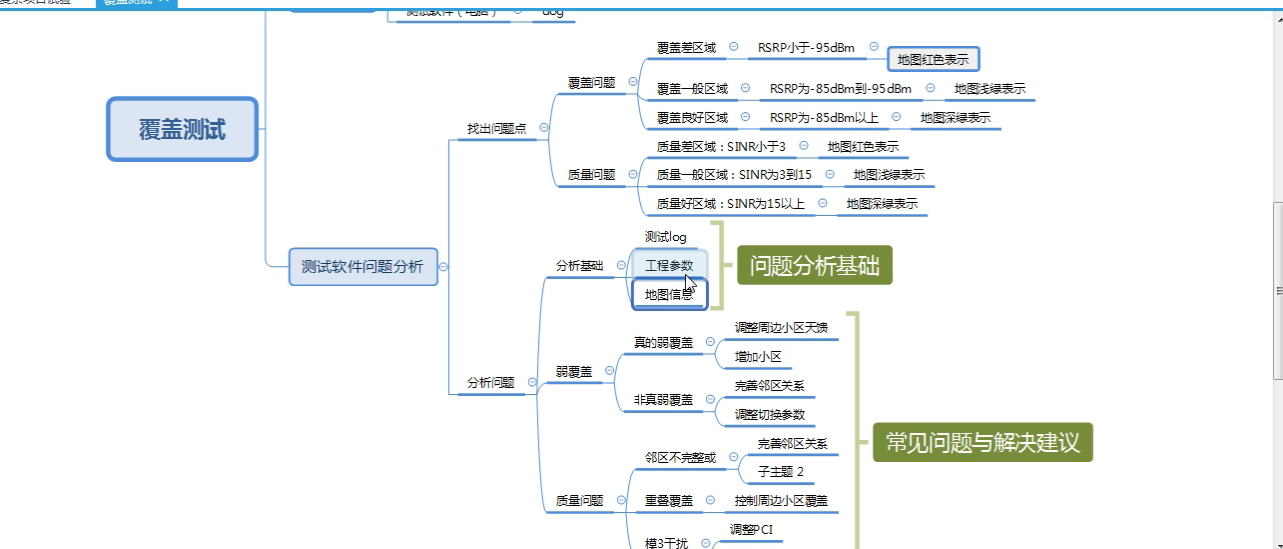 覆盖测试
测试软件（电脑）
log
覆盖测试
测试软件问题分析
找出问题点
覆盖问题
覆盖差区域
RSRP小于-95dBm
地图红色表示
覆盖一般区域
RSRP为-85dBm到-95dBm
地图浅绿表示
覆盖良好区域
RSRP为-85dBm以上
地图深绿表示
质量问题
质量差区域：SINR小于3
地图红色表示
质量一般区域：SINR为3到15
地图浅绿表示
质量好区域：SINR为15以上
地图深绿表示
分析问题
分析基础
测试log
工程参数
地图信息
问题分析基础
弱覆盖
真的弱覆盖
调整周边小区天馈
增加小区
非真弱覆盖
完善邻区关系
调整切换参数
质量问题
邻区不完整或
完善邻区关系
子主题 2
重叠覆盖
控制周边小区覆盖
模3干扰
调整PCI
常见问题与解决建议